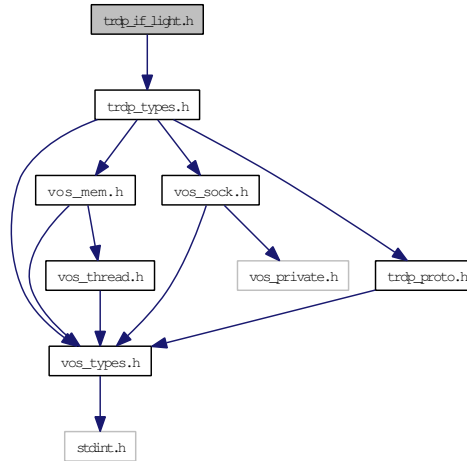 trdp_if_light.h
trdp_types.h
vos_mem.h
vos_sock.h
vos_thread.h
vos_private.h
trdp_proto.h
vos_types.h
stdint.h